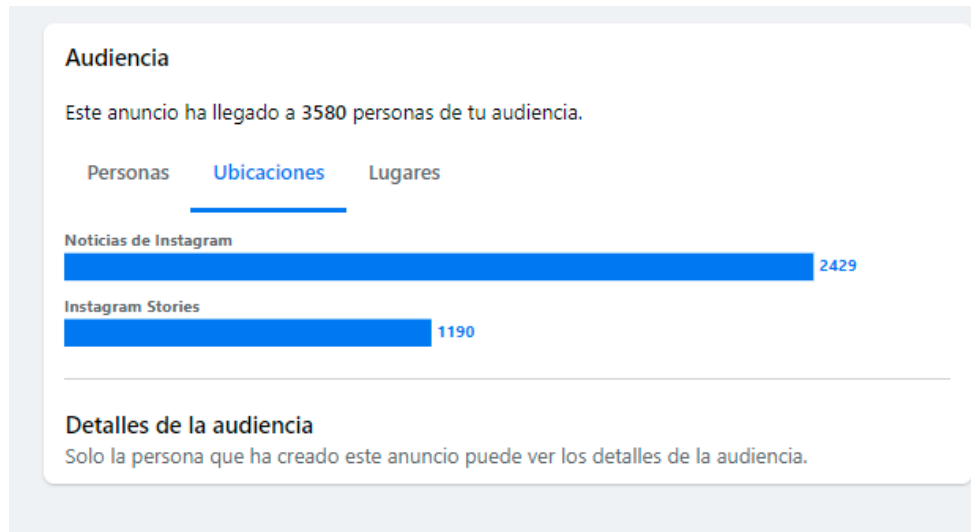 Audiencia
Este anuncio ha llegado a 3580 personas de tu audiencia.
Personas Ubicaciones Lugares
Noticias de Instagram
2429
Instagram Stories
1190
Detalles de la audiencia
Solo la persona que ha creado este anuncio puede ver los detalles de la audiencia.